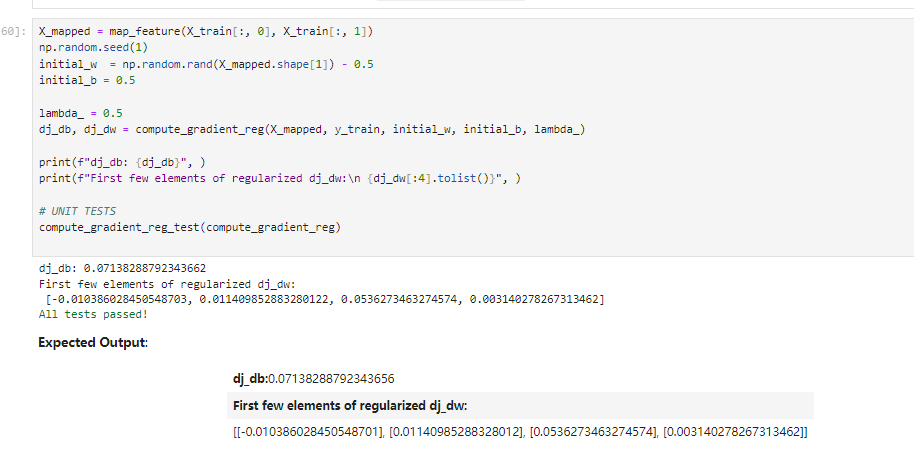 60]: X_mapped = map_feature(X_train[:, 0], X_train[:, 1])
np.random.seed(1)
initial_w  = np.random.rand(X_mapped.shape[1]) - 0.5
initial_b = 0.5
lambda_ = 0.5
dj_db, dj_dw = compute_gradient_reg(X_mapped, y_train, initial_w, initial_b, lambda_)
print(f"dj_db: {dj_db}", )
print(f"First few elements of regularized dj_dw:\n {dj_dw[:4].tolist()}", )
# UNIT TESTS
compute_gradient_reg_test(compute_gradient_reg)
dj_db: 0.07138288792343662
First few elements of regularized dj_dw:
[-0.010386028450548703, 0.011409852883280122, 0.0536273463274574, 0.003140278267313462]
All tests passed!
Expected Output:
dj_db:0.07138288792343656
First few elements of regularized dj_dw:
[[-0.010386028450548701], [0.01140985288328012], [0.0536273463274574], [0.003140278267313462]]